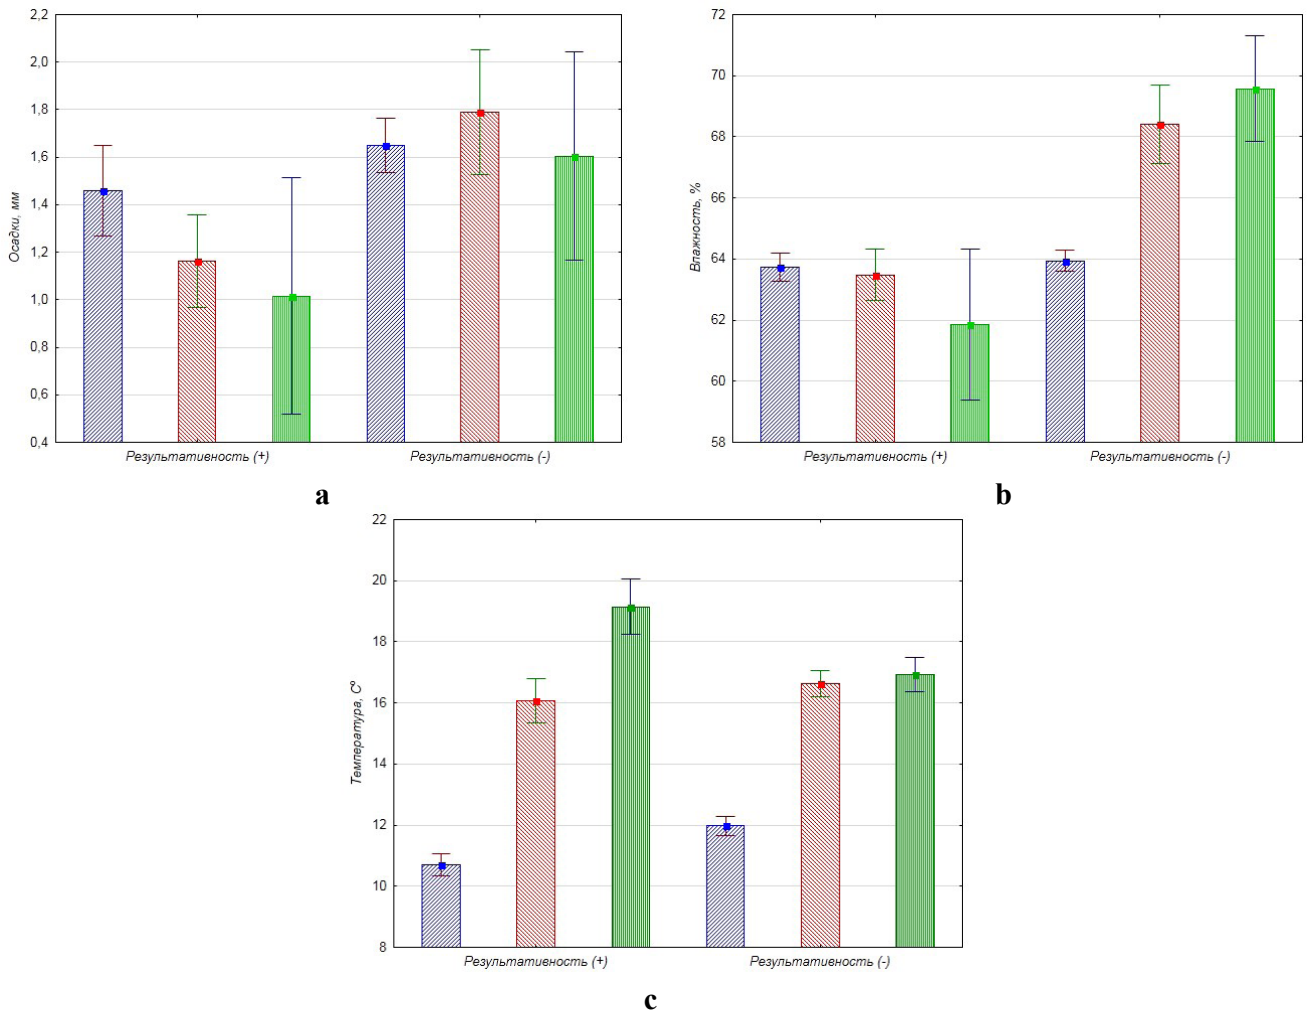 2,2
2,0
1,8
1,6
1,4
1,2
1,0
0,8
0,6
0,4
Осадки, мм
Результативность (+)
Результативность (-)
a
72
70
68
66
64
62
60
58
Влажность, %
Результативность (+)
Результативность (-)
b
22
20
18
16
14
12
10
8
Температура, C°
Результативность (+)
Результативность (-)
c